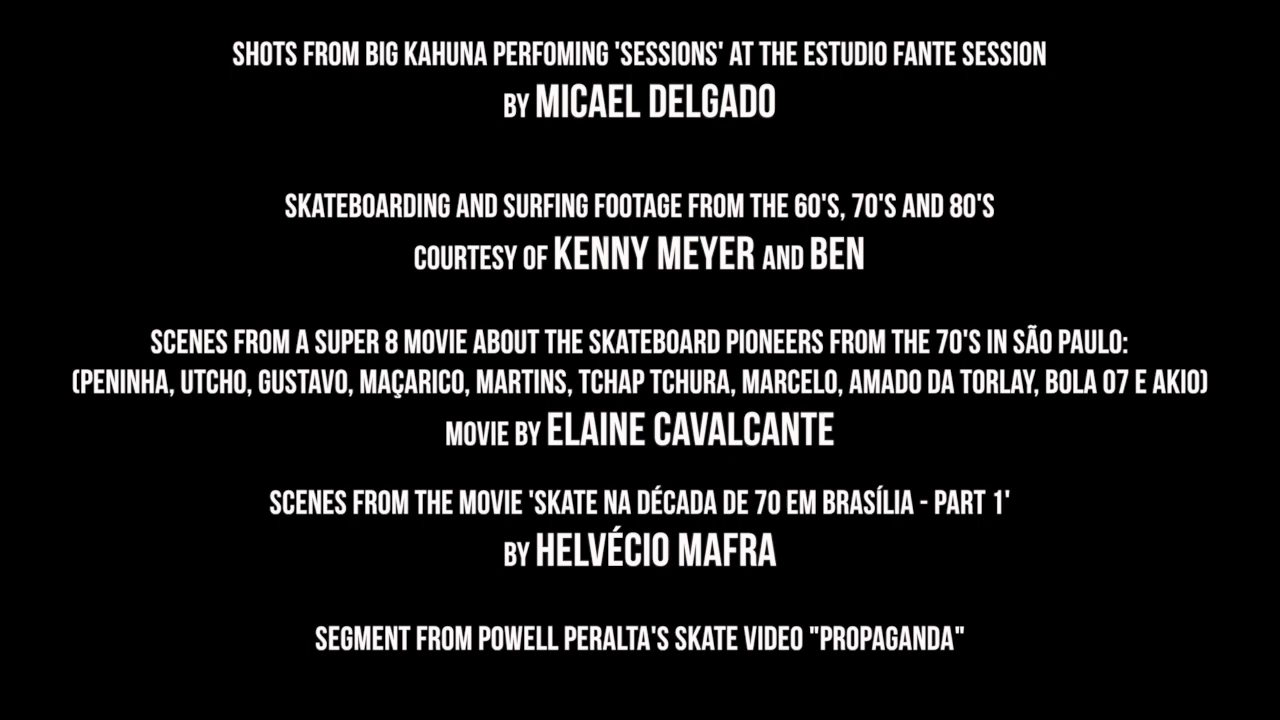 SHOTS FROM BIG KAHUNA PERFOMING 'SESSIONS' AT THE ESTUDIO FANTE SESSION
BY MICAEL DELGADO
SKATEBOARDING AND SURFING FOOTAGE FROM THE 60'S, 70'S AND 80'S
COURTESY OF KENNY MEYER AND BEN
SCENES FROM A SUPER 8 MOVIE ABOUT THE SKATEBOARD PIONEERS FROM THE 70'S IN SÃO PAULO:
(PENINHA, UTCHO, GUSTAVO, MAÇARICO, MARTINS, TCHAP TCHURA, MARCELO, AMADO DA TORLAY, BOLA 07 E AKIO)
MOVIE BY ELAINE CAVALCANTE
SCENES FROM THE MOVIE 'SKATE NA DÉCADA DE 70 EM BRASÍLIA - PART 1'
BY HELVÉCIO MAFRA
SEGMENT FROM POWELL PERALTA'S SKATE VIDEO "PROPAGANDA"